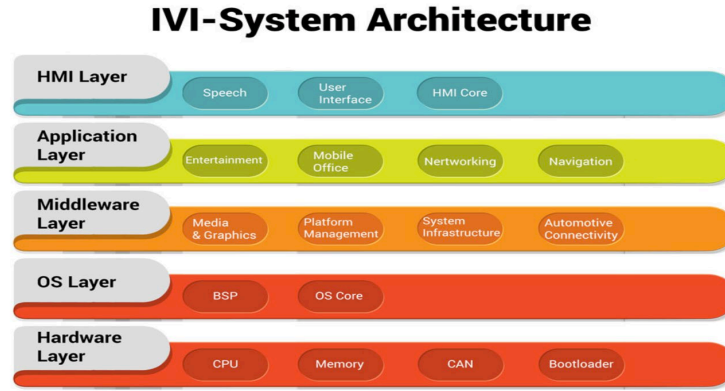 IVI-System Architecture
HMI Layer
Speech
User
Interface
HMI Core
Application
Layer
Entertainment
Mobile
Office
Nertworking
Navigation
Middleware
Layer
Media
& Graphics
Platform
Management
System
Infrastructure
Automotive
Connectivity
OS Layer
BSP
OS Core
Hardware
Layer
CPU
Memory
CAN
Bootloader